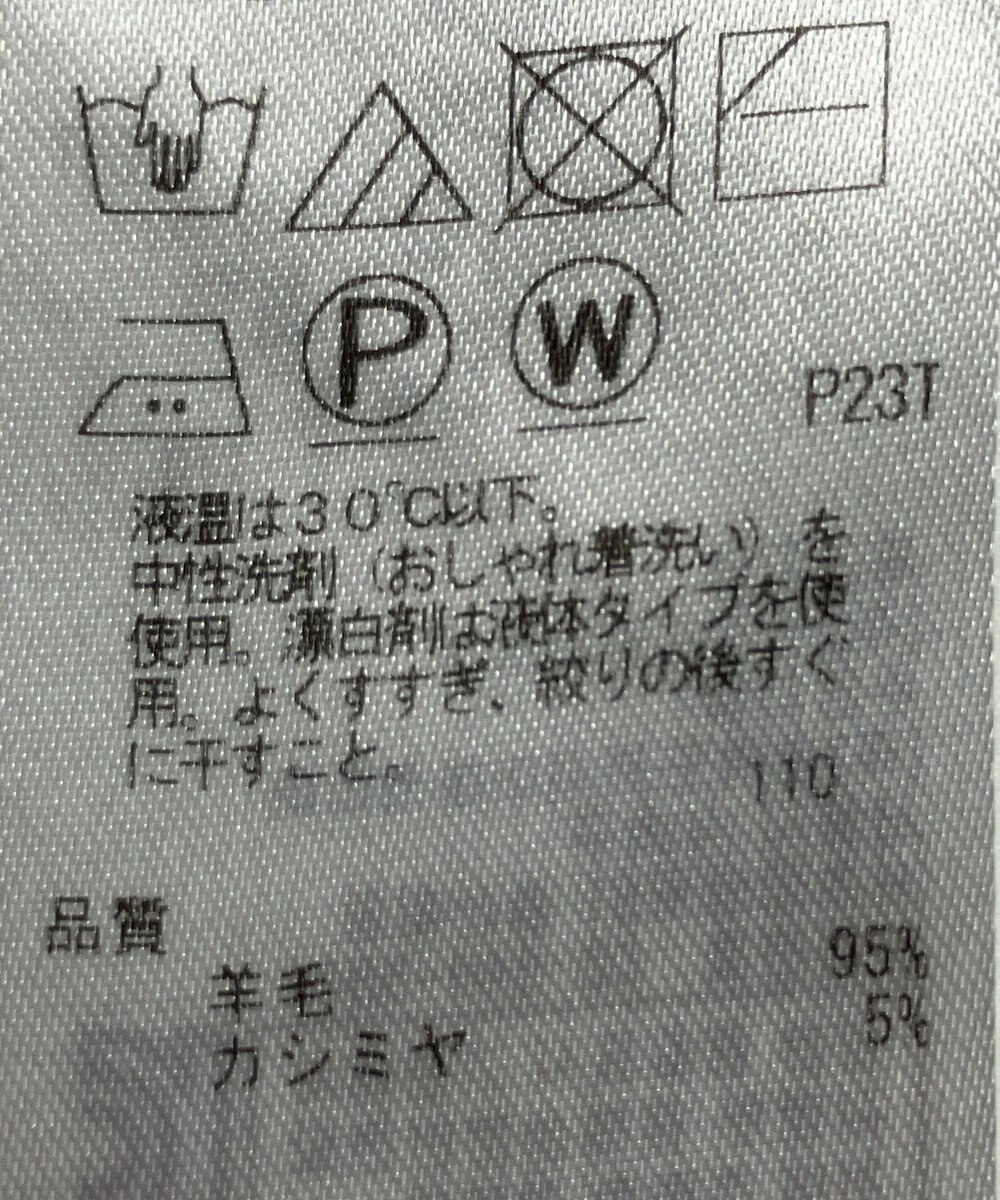 P W
P23T
液温は30℃以下。
中性洗剤(おしゃれ着洗い)を
使用。漂白剤は液体タイプを使
用。よくすすぎ、絞りの後すぐ
に干すこと。
110
品質
羊毛 95%
カシミヤ 5%